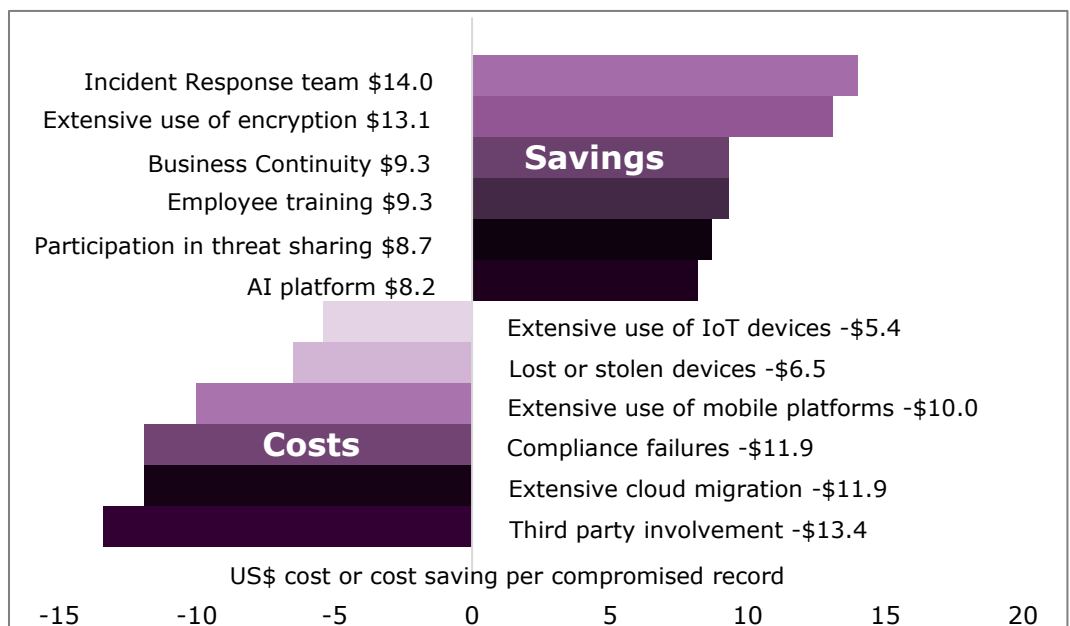 Incident Response team $14.0
Extensive use of encryption $13.1
Business Continuity $9.3
Savings
Employee training $9.3
Participation in threat sharing $8.7
AI platform $8.2
Extensive use of IoT devices -$5.4
Lost or stolen devices -$6.5
Extensive use of mobile platforms -$10.0
Costs
Compliance failures -$11.9
Extensive cloud migration -$11.9
Third party involvement -$13.4
US$ cost or cost saving per compromised record
-15 -10 -5 0 5 10 15 20